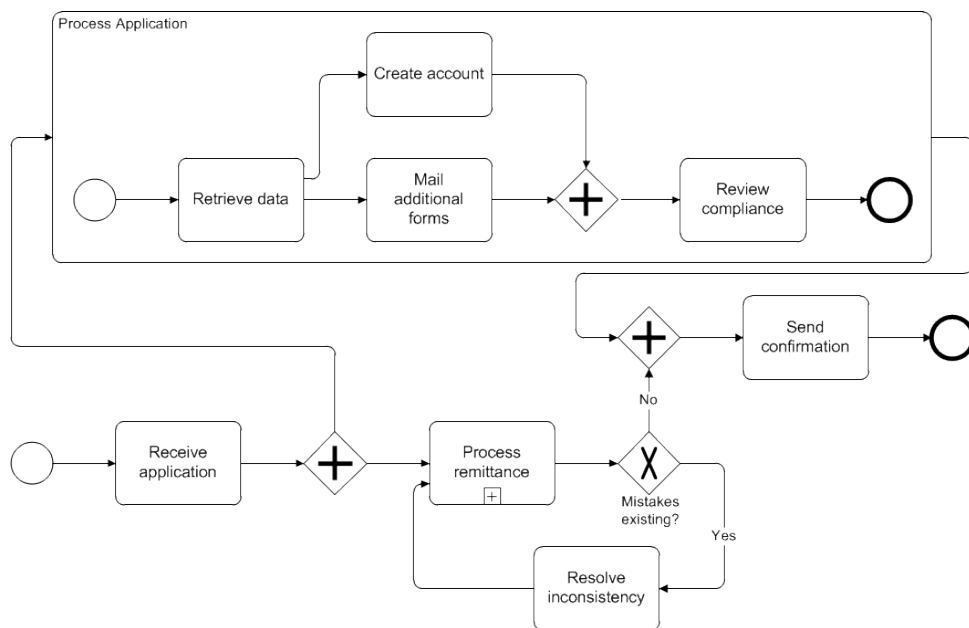 Process Application
Create account
Retrieve data
Mail
additional
forms
Review
compliance
Send
confirmation
No
Receive
application
Process
remittance
Mistakes
existing?
Yes
Resolve
inconsistency